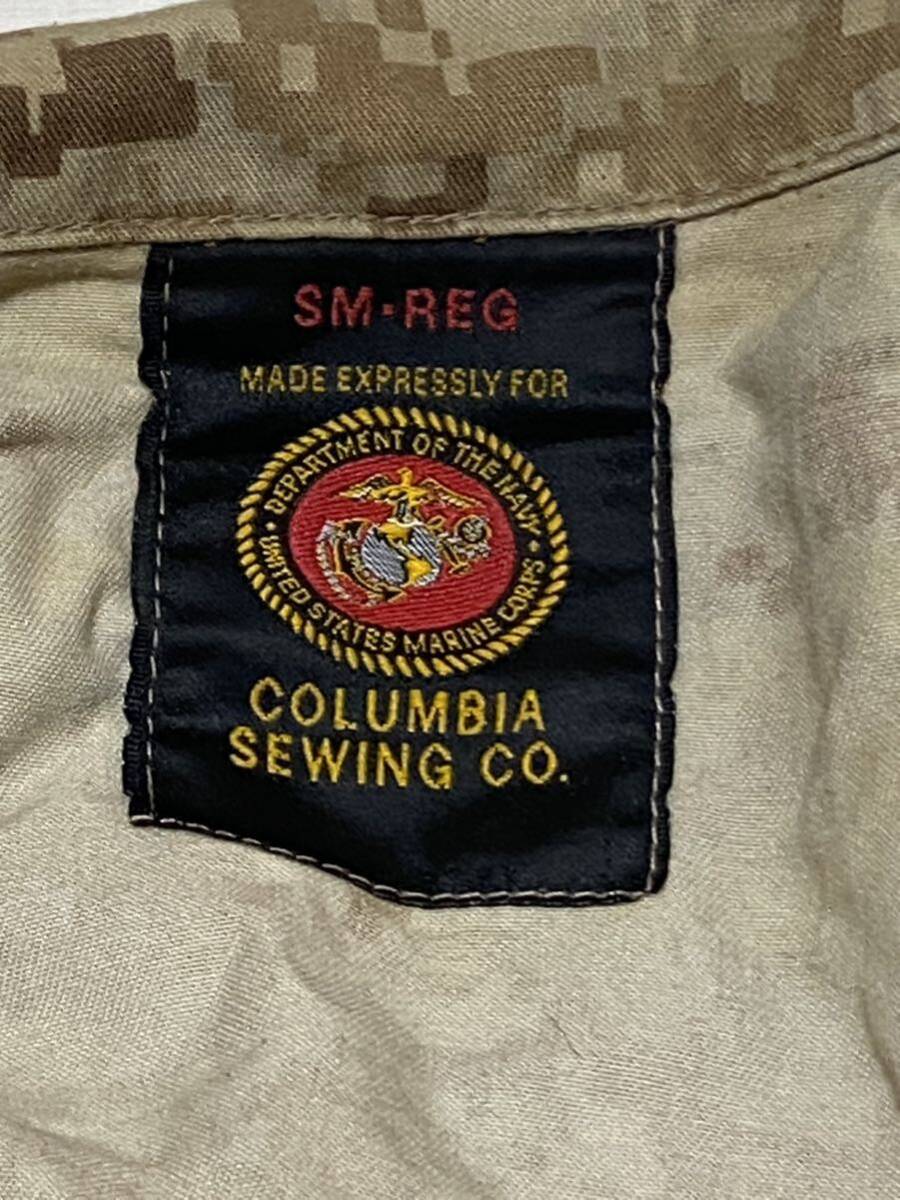 SM-REG
MADE EXPRESSLY FOR
DEPARTMENT OF THE NAVY
UNITED STATES MARINE CORPS
COLUMBIA
SEWING CO.